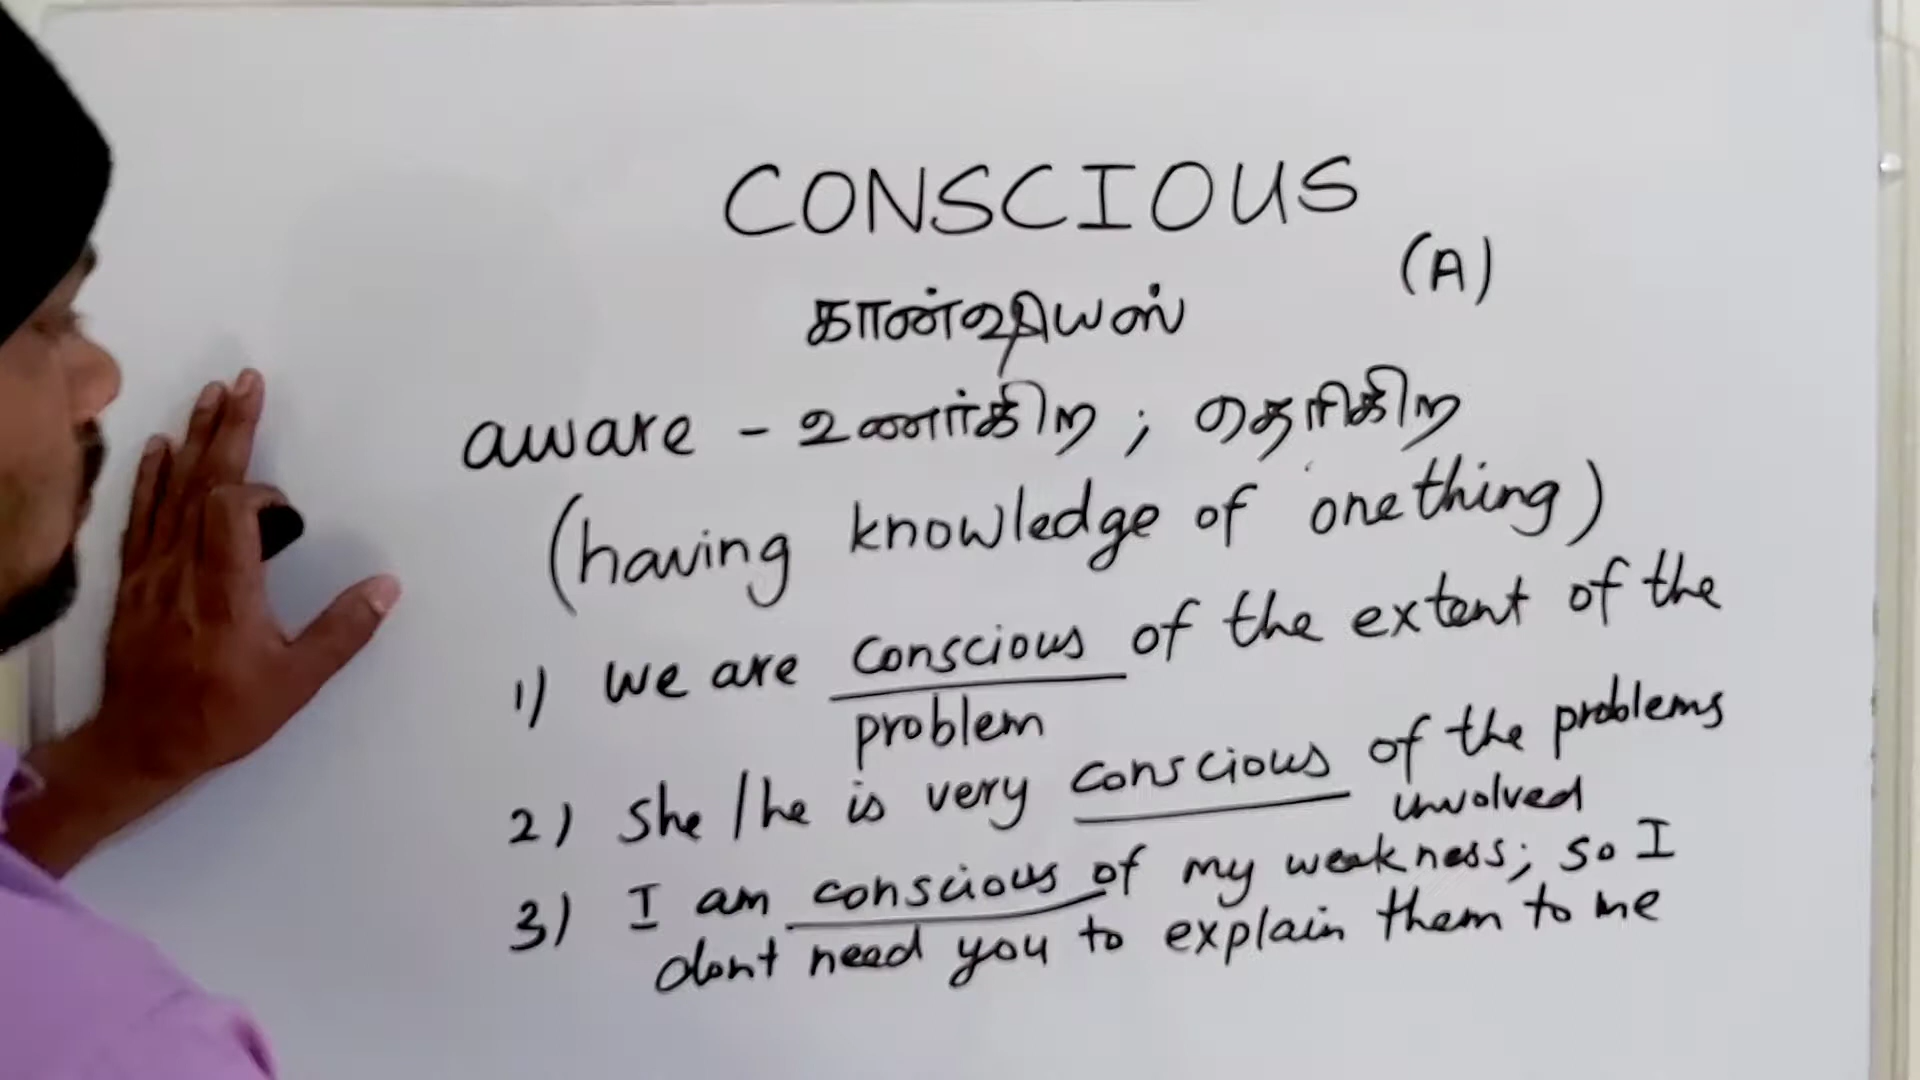 CONSCIOUS
(A)
கான்ஷியஸ்
aware - உணர்கிற ; தெரிகிற
(having knowledge of one thing)
1) we are conscious of the extent of the
problem
2) She / he is very conscious of the problems
involved
3) I am conscious of my weakness; so I
dont need you to explain them to me